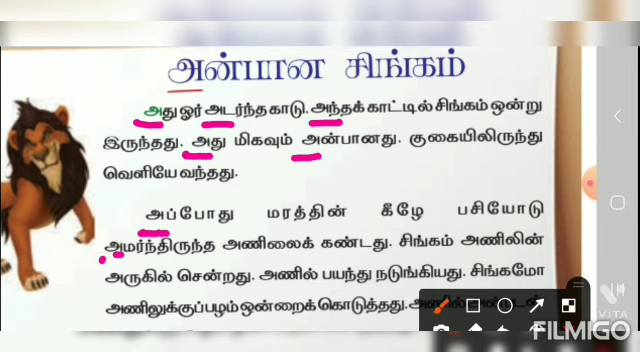 அன்பான சிங்கம்
அது ஓர் அடர்ந்த காடு. அந்தக் காட்டில் சிங்கம் ஒன்று
இருந்தது. அது மிகவும் அன்பானது. குகையிலிருந்து
வெளியே வந்தது.
அப்போது மரத்தின் கீழே பசியோடு
அமர்ந்திருந்த அணிலைக் கண்டது. சிங்கம் அணிலின்
அருகில் சென்றது. அணில் பயந்து நடுங்கியது. சிங்கமோ
அணிலுக்குப் பழம் ஒன்றைக் கொடுத்தது.
FILMIGO